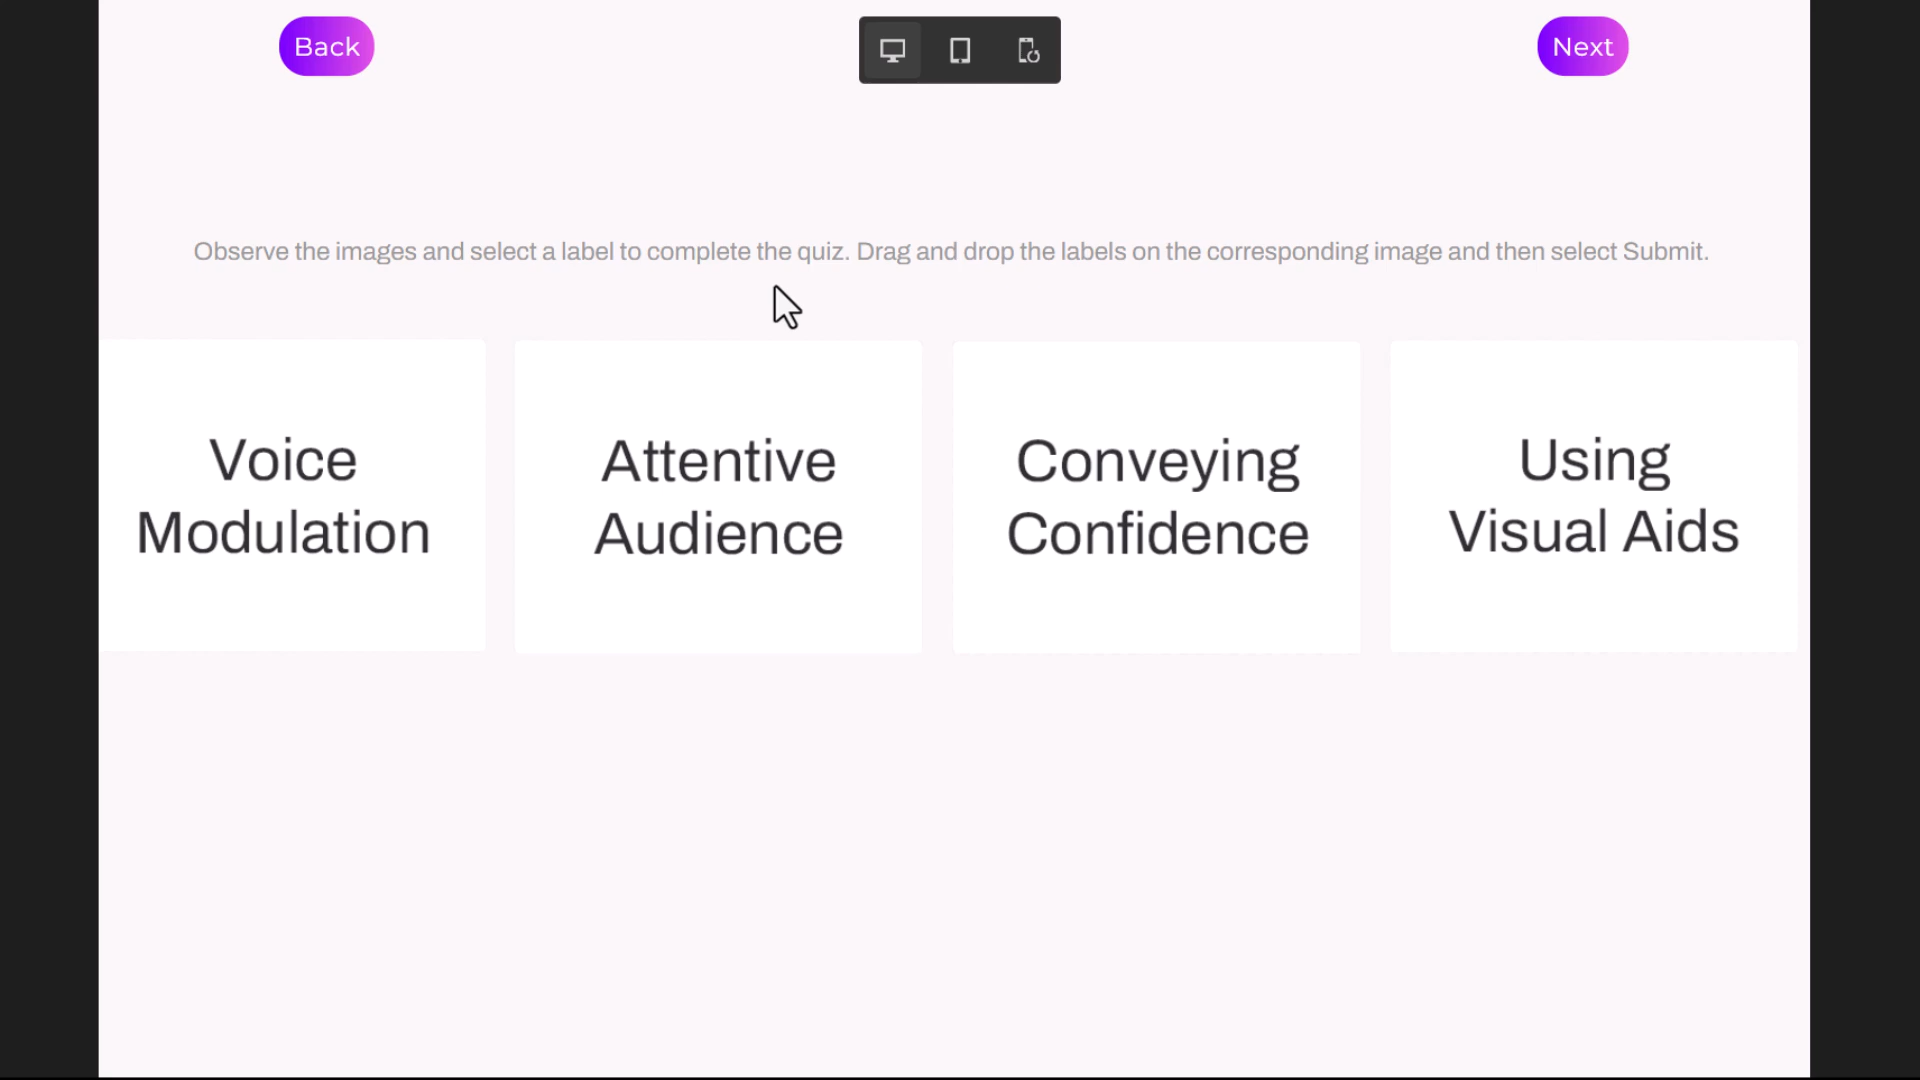 Back
Next
Observe the images and select a label to complete the quiz. Drag and drop the labels on the corresponding image and then select Submit.
Voice
Modulation
Attentive
Audience
Conveying
Confidence
Using
Visual Aids